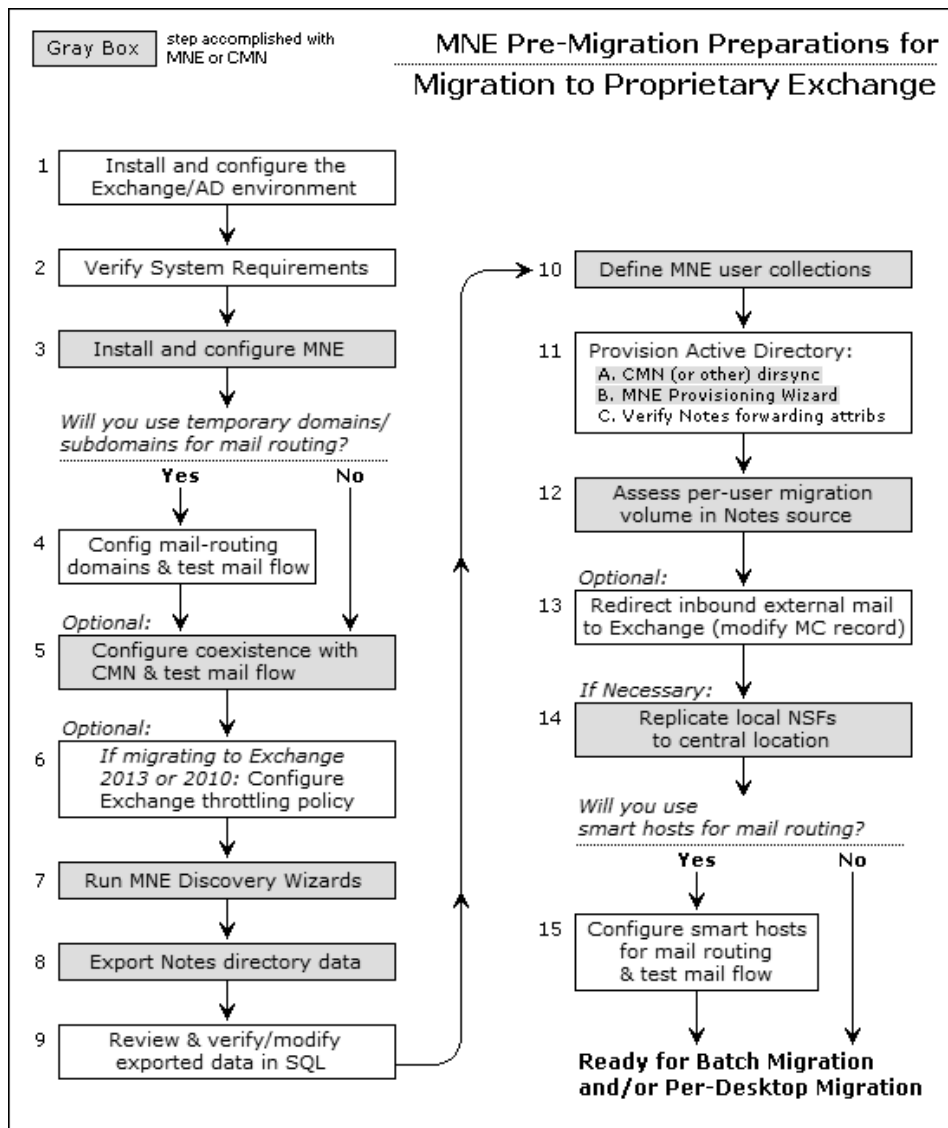 Gray Box
step accomplished with
MNE or CMN
MNE Pre-Migration Preparations for
Migration to Proprietary Exchange
1
Install and configure the
Exchange/AD environment
2
Verify System Requirements
3
Install and configure MNE
Will you use temporary domains/
subdomains for mail routing?
Yes
No
4
Config mail-routing
domains & test mail flow
Optional:
5
Configure coexistence with
CMN & test mail flow
Optional:
6
If migrating to Exchange
2013 or 2010: Configure
Exchange throttling policy
7
Run MNE Discovery Wizards
8
Export Notes directory data
9
Review & verify/modify
exported data in SQL
10
Define MNE user collections
11
Provision Active Directory:
A. CMN (or other) dirsync
B. MNE Provisioning Wizard
C. Verify Notes forwarding attribs
12
Assess per-user migration
volume in Notes source
Optional:
13
Redirect inbound external mail
to Exchange (modify MC record)
If Necessary:
14
Replicate local NSFs
to central location
Will you use
smart hosts for mail routing?
Yes
No
15
Configure smart hosts
for mail routing
& test mail flow
Ready for Batch Migration
and/or Per-Desktop Migration